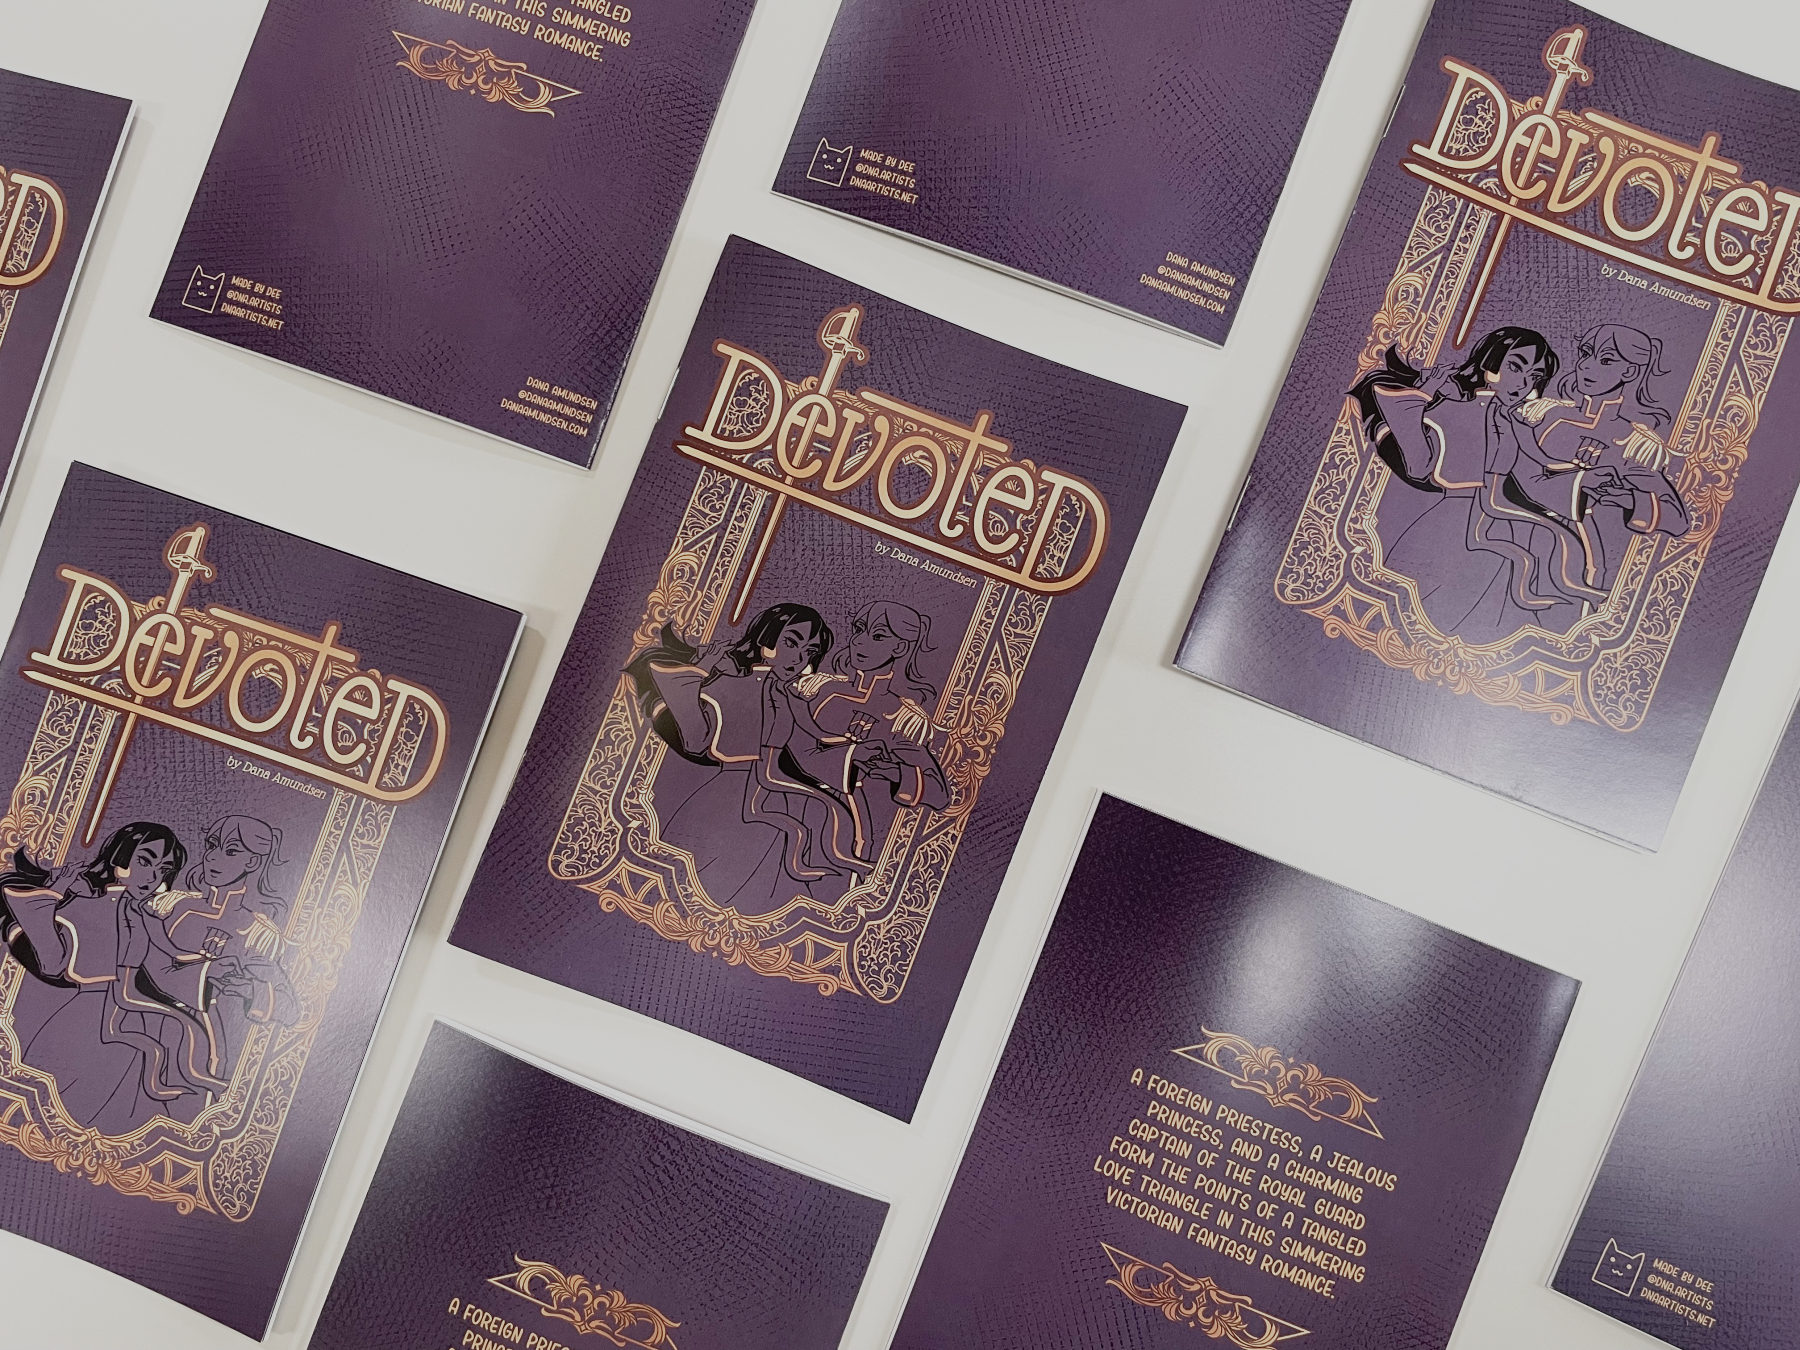 TANGLED
IN THIS SIMMERING
FANTASY ROMANCE.
MADE BY DEE
@DNA.ARTISTS
DNAARTISTS.NET
DANA AMUNDSEN
@DANAAMUNDSEN
DANAAMUNDSEN.COM
MADE BY DEE
@DNA.ARTISTS
DNAARTISTS.NET
DANA AMUNDSEN
@DANAAMUNDSEN
DANAAMUNDSEN.COM
DevoteD
by Dana Amundsen
D
DevoteD
by Dana Amundsen
DevoteD
by Dana Amundsen
A FOREIGN PRIESTESS, A JEALOUS
PRINCESS, AND A CHARMING
CAPTAIN OF THE ROYAL GUARD
FORM THE POINTS OF A TANGLED
LOVE TRIANGLE IN THIS SIMMERING
VICTORIAN FANTASY ROMANCE.
A FOREIGN
MADE BY DEE
@DNA.ARTISTS
DNAARTISTS.NET